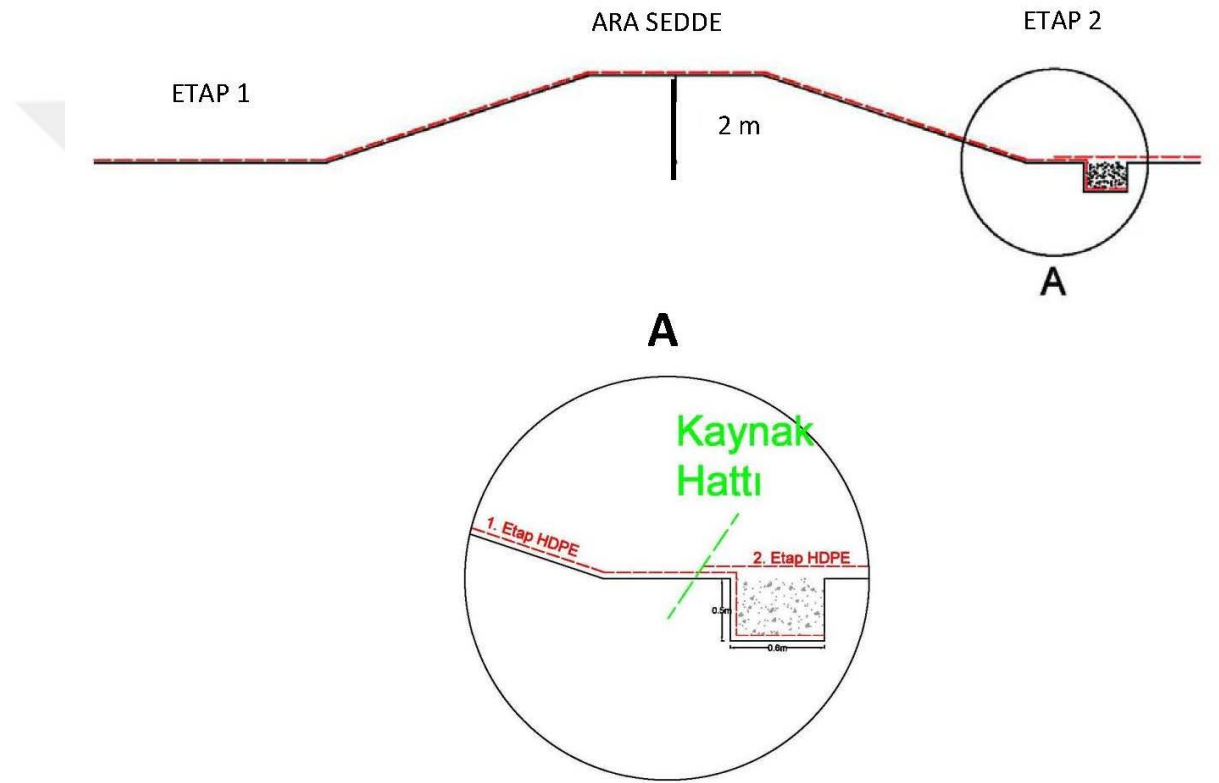 ARA SEDDE
ETAP 2
ETAP 1
2 m
A
A
Kaynak
Hattı
1. Etap HDPE
2. Etap HDPE
0.5m
0.6m